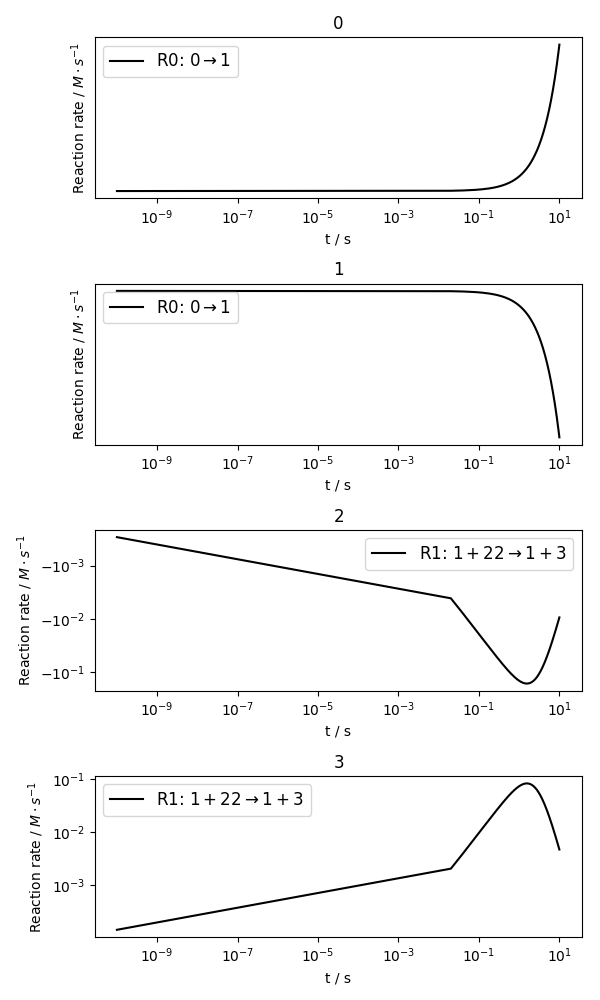 0
Reaction rate / M · s⁻¹
R0: 0 → 1
10⁻⁹ 10⁻⁷ 10⁻⁵ 10⁻³ 10⁻¹ 10¹
t / s
1
Reaction rate / M · s⁻¹
R0: 0 → 1
10⁻⁹ 10⁻⁷ 10⁻⁵ 10⁻³ 10⁻¹ 10¹
t / s
2
Reaction rate / M · s⁻¹
R1: 1 + 22 → 1 + 3
−10⁻³
−10⁻²
−10⁻¹
10⁻⁹ 10⁻⁷ 10⁻⁵ 10⁻³ 10⁻¹ 10¹
t / s
3
Reaction rate / M · s⁻¹
R1: 1 + 22 → 1 + 3
10⁻¹
10⁻²
10⁻³
10⁻⁹ 10⁻⁷ 10⁻⁵ 10⁻³ 10⁻¹ 10¹
t / s